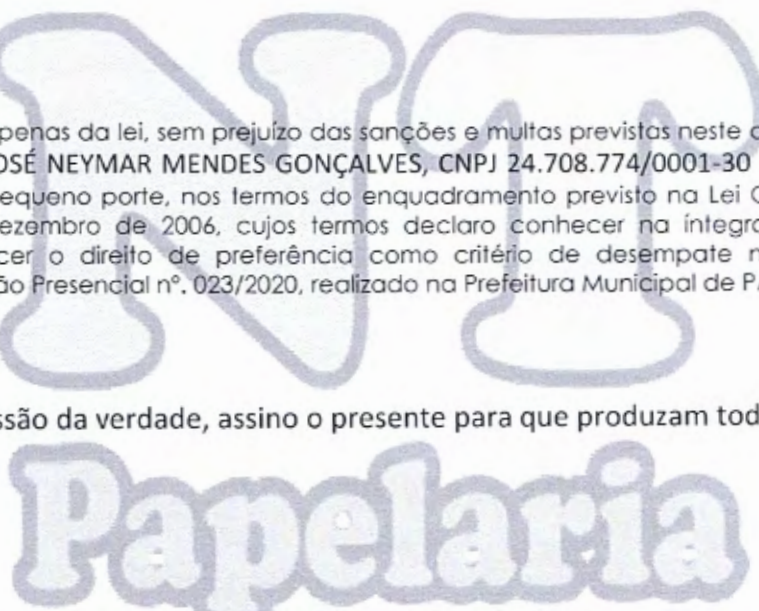 NT
penas da lei, sem prejuízo das sanções e multas previstas neste
OSÉ NEYMAR MENDES GONÇALVES, CNPJ 24.708.774/0001-30
equeno porte, nos termos do enquadramento previsto na Lei
ezembro de 2006, cujos termos declaro conhecer na íntegra
cer o direito de preferência como critério de desempate
ão Presencial nº. 023/2020, realizado na Prefeitura Municipal de
ssão da verdade, assino o presente para que produzam tod
Papelaria